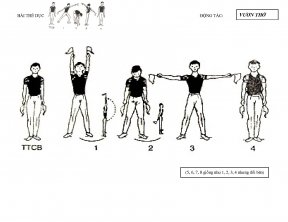 BÀI THỂ DỤC
ĐỘNG TÁC:
VƯƠN THỞ
TTCB
1
2
3
4
(5, 6, 7, 8 giống như 1, 2, 3, 4 nhưng đổi bên)